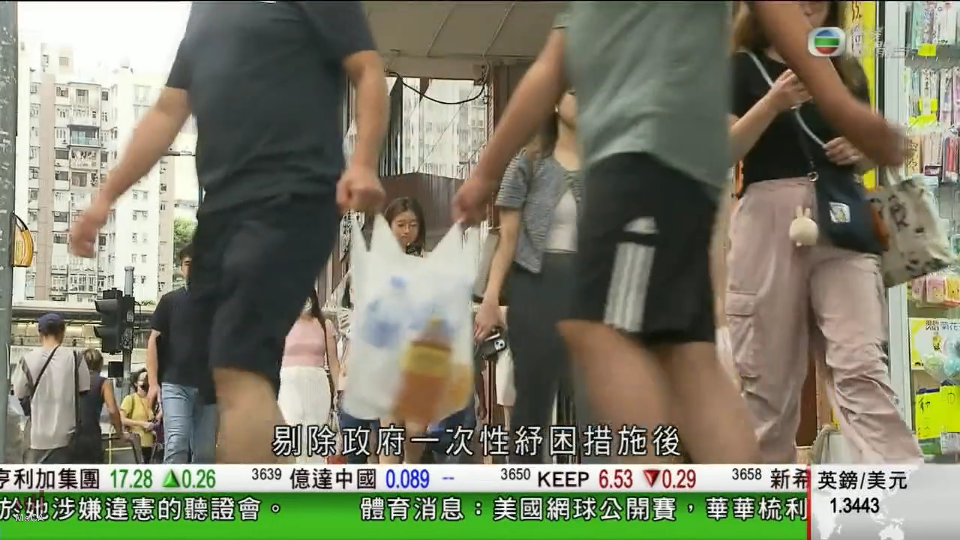 剔除政府一次性紓困措施後
亨利加集團 17.28 ▲0.26 3639 億達中國 0.089 -- 3650 KEEP 6.53 ▼0.29 3658 新希
英鎊/美元
1.3443
於她涉嫌違憲的聽證會。 體育消息：美國網球公開賽，華華梳利